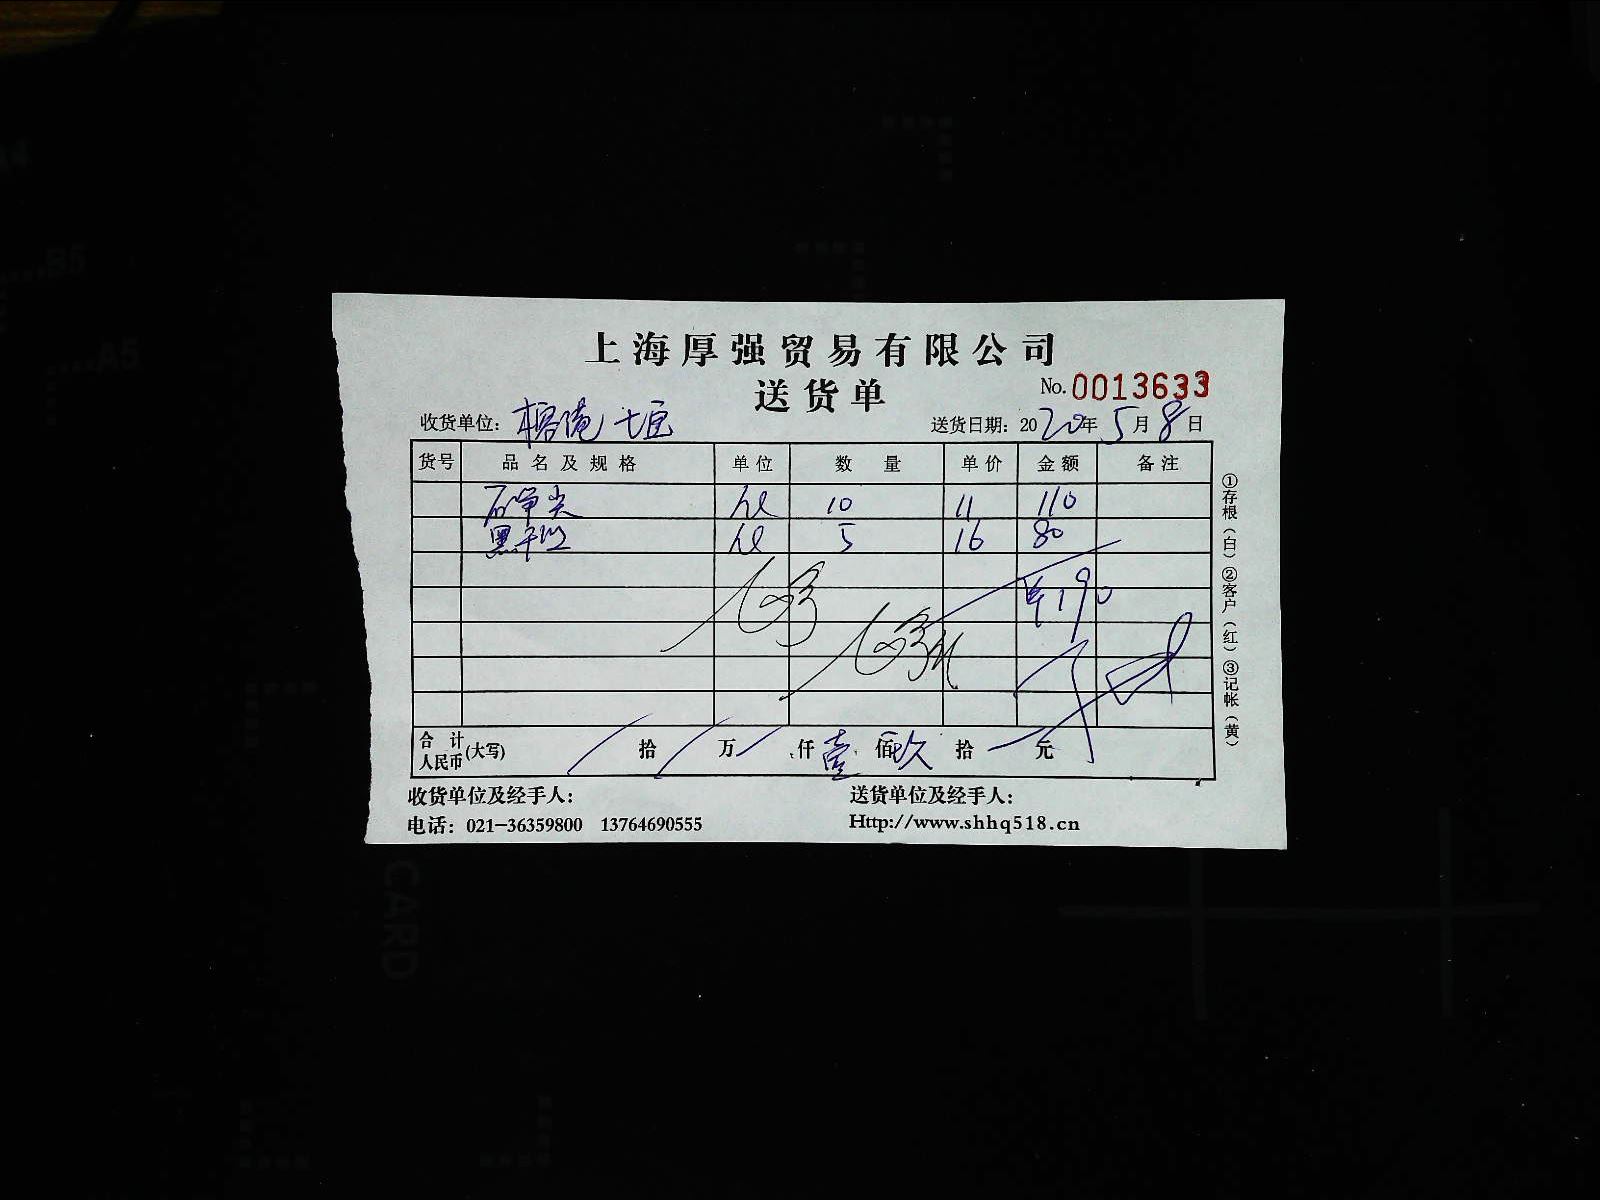 上海厚强贸易有限公司
送货单
No. 0013633
收货单位: 送货日期: 2020年5月8日
货号 品名及规格 单位 数量 单价 金额 备注
10 11 110
黑 5 16 80
¥190
合计人民币(大写) 拾 万 仟 壹 佰 玖 拾 元
收货单位及经手人: 送货单位及经手人:
电话: 021-36359800 13764690555 Http://www.shhq518.cn
①存根(白)②客户(红)③记帐(黄)
A4
B5
A5
CARD